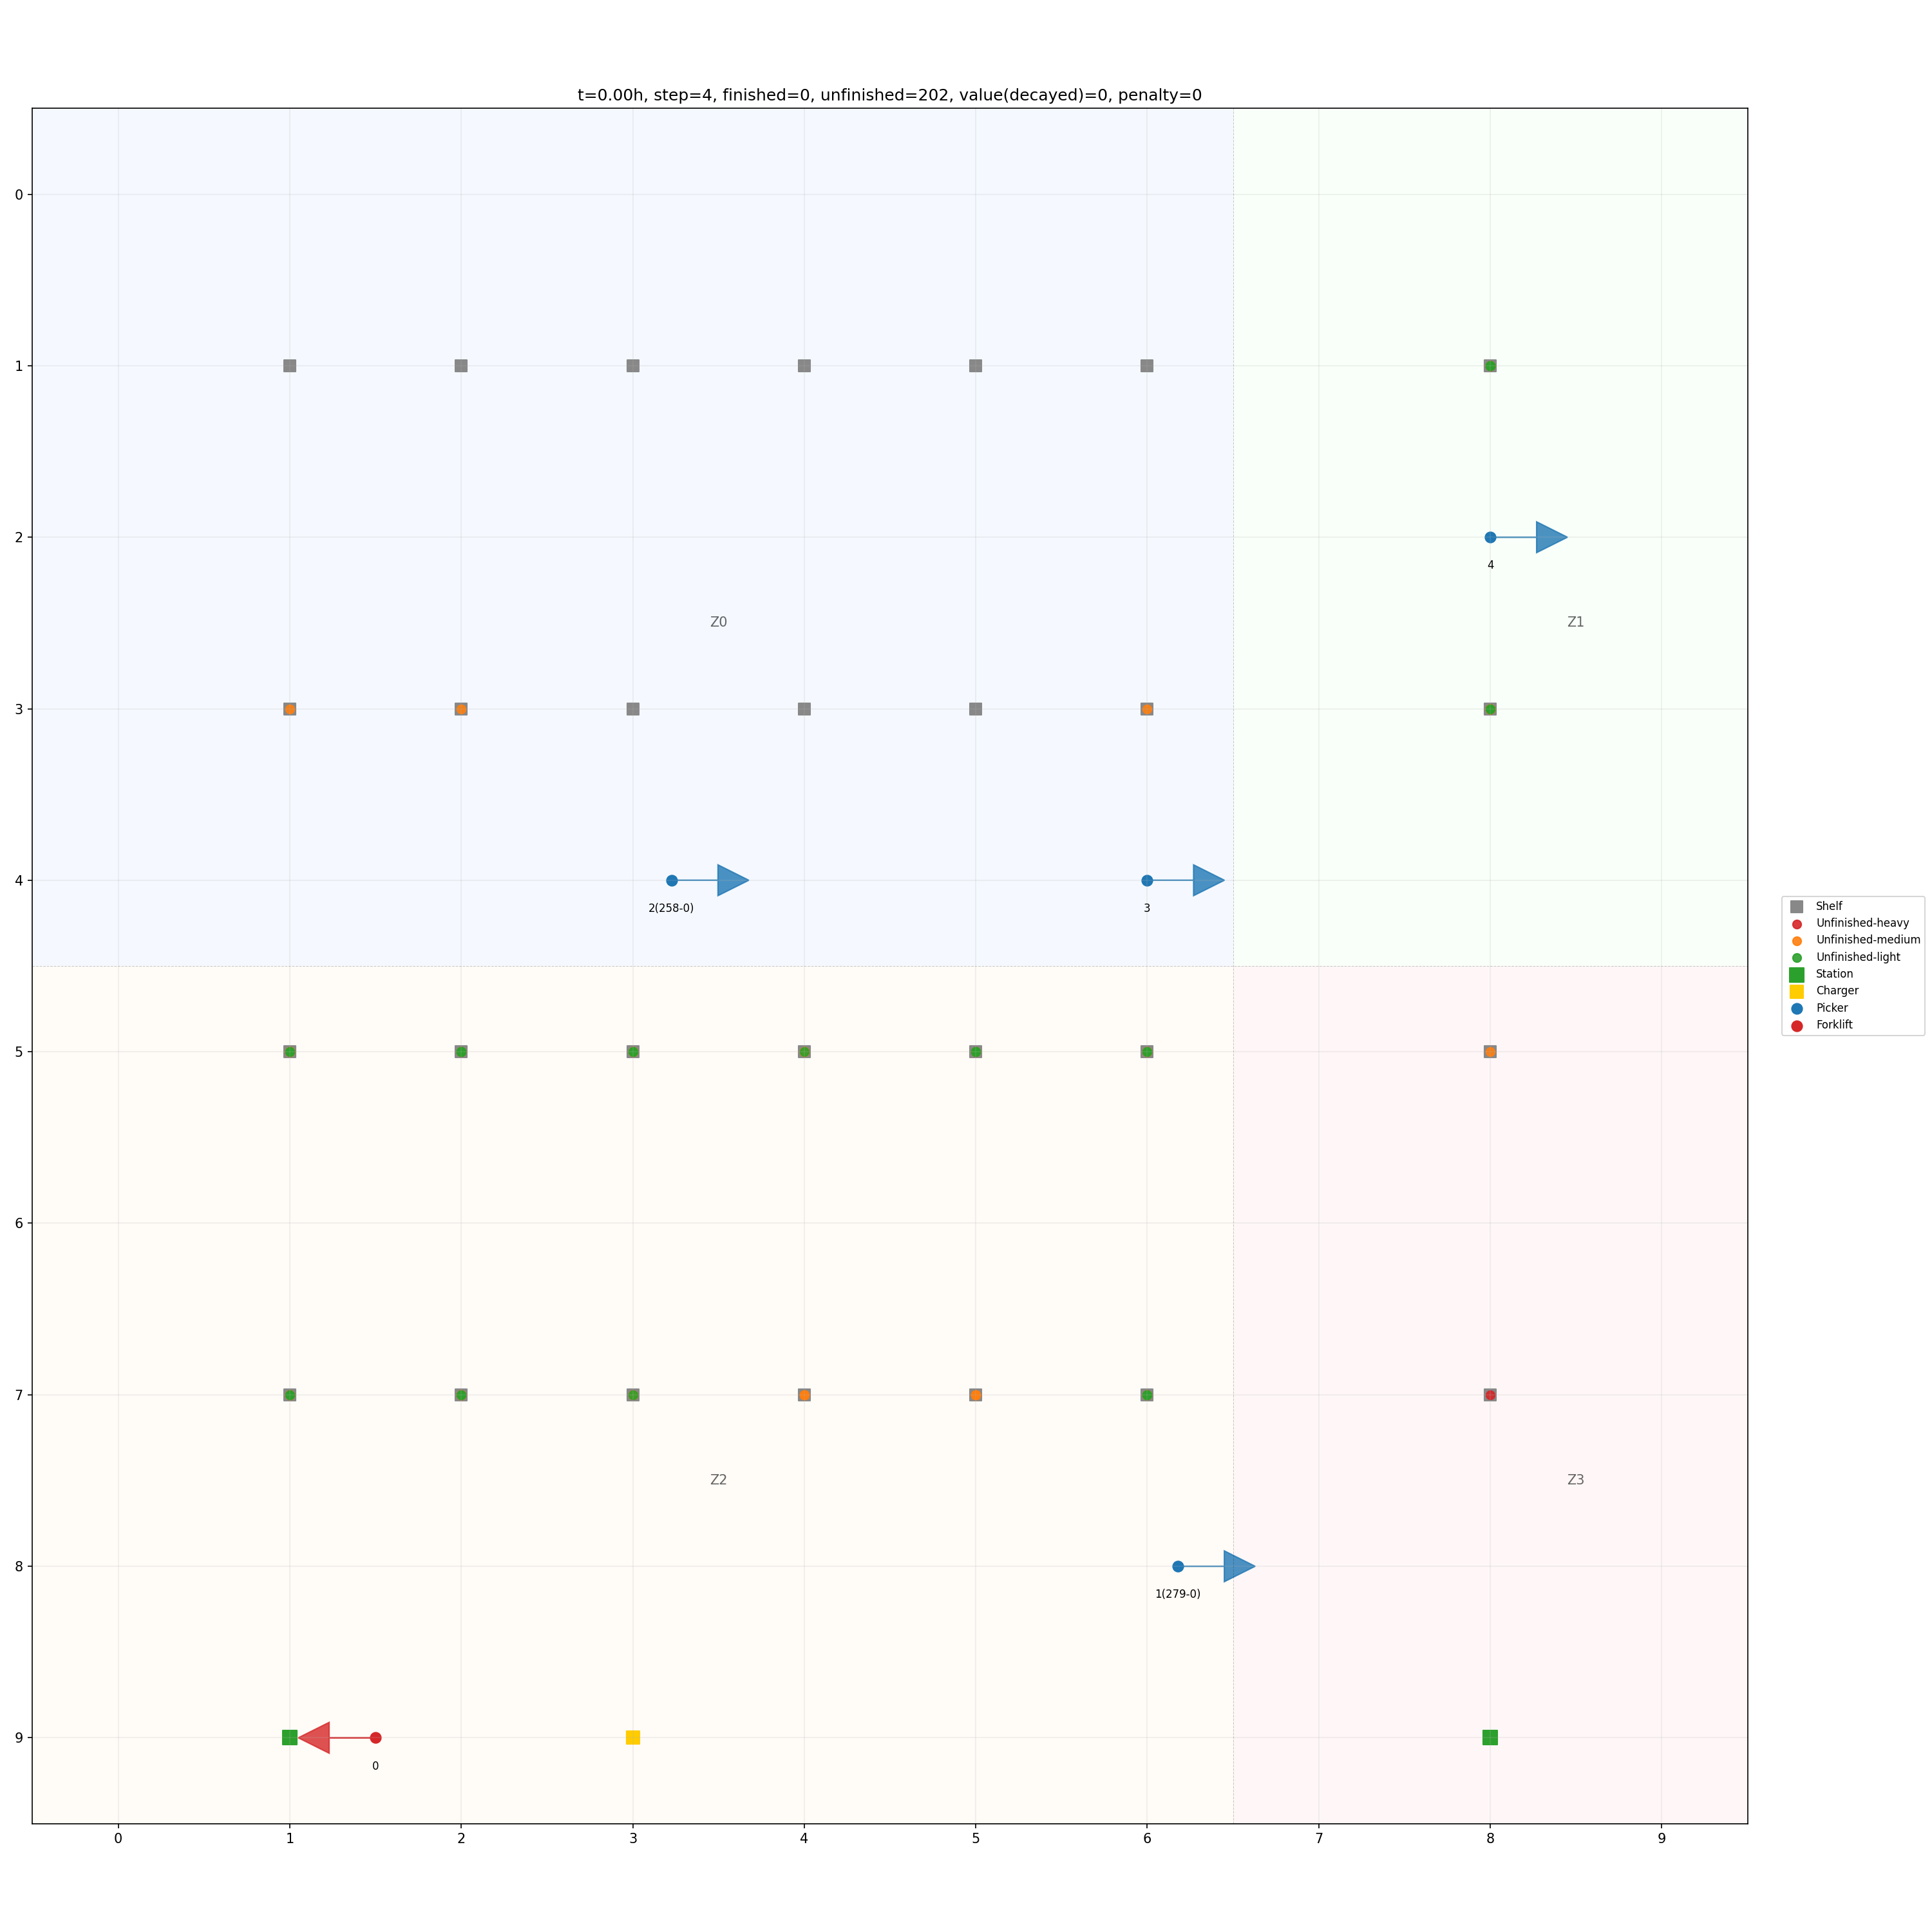 t=0.00h, step=4, finished=0, unfinished=202, value(decayed)=0, penalty=0
0
1
2
4
Z0
Z1
3
4
2(258-0)
3
Shelf
Unfinished-heavy
Unfinished-medium
Unfinished-light
Station
Charger
Picker
Forklift
5
6
7
Z2
Z3
8
1(279-0)
9
0
0 1 2 3 4 5 6 7 8 9